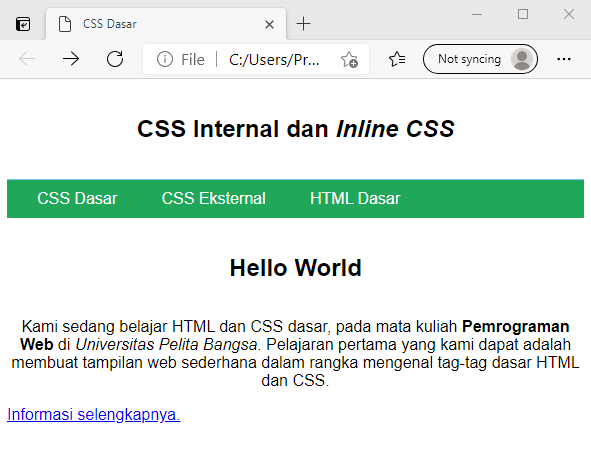 CSS Dasar
File
C:/Users/Pr...
Not syncing
CSS Internal dan Inline CSS
CSS Dasar CSS Eksternal HTML Dasar
Hello World
Kami sedang belajar HTML dan CSS dasar, pada mata kuliah Pemrograman
Web di Universitas Pelita Bangsa. Pelajaran pertama yang kami dapat adalah
membuat tampilan web sederhana dalam rangka mengenal tag-tag dasar HTML
dan CSS.
Informasi selengkapnya.